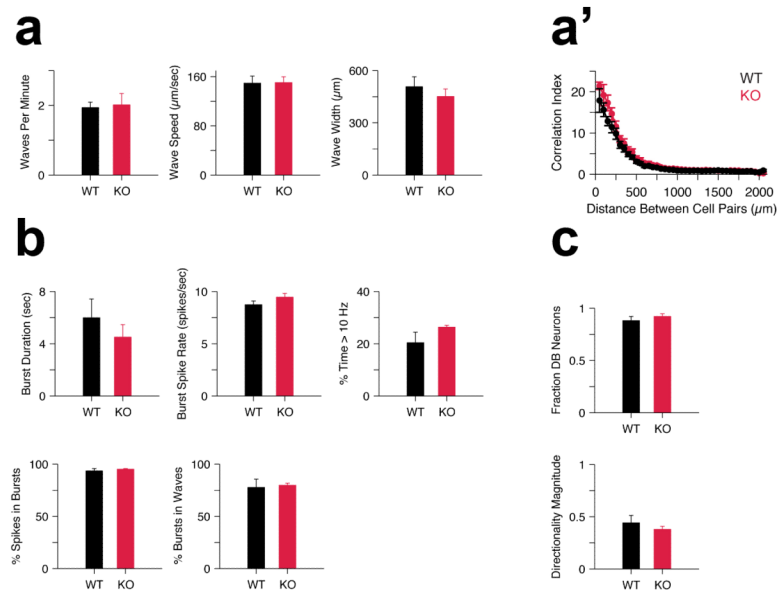 a
Waves Per Minute
2
0
WT KO
Wave Speed (µm/sec)
160
80
0
WT KO
Wave Width (µm)
600
300
0
WT KO
a'
Correlation Index
20
10
0
0 500 1000 1500 2000
Distance Between Cell Pairs (µm)
WT
KO
b
Burst Duration (sec)
8
4
0
WT KO
Burst Spike Rate (spikes/sec)
10
5
0
WT KO
% Time > 10 Hz
40
20
0
WT KO
% Spikes in Bursts
100
50
0
WT KO
% Bursts in Waves
100
50
0
WT KO
c
Fraction DB Neurons
1
0.5
0
WT KO
Directionality Magnitude
1
0.5
0
WT KO